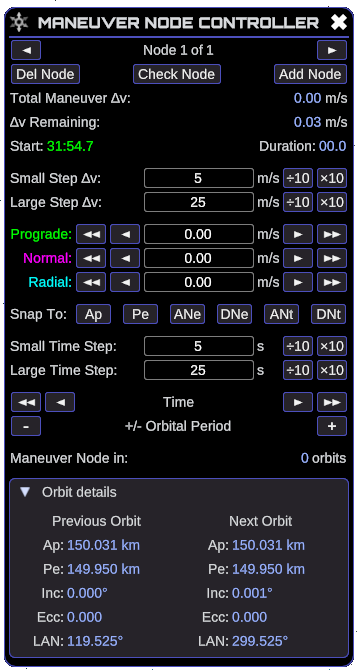 MANEUVER NODE CONTROLLER ✖
◄ Node 1 of 1 ►
Del Node Check Node Add Node
Total Maneuver Δv: 0.00 m/s
Δv Remaining: 0.03 m/s
Start: 31:54.7 Duration: 00.0
Small Step Δv: 5 m/s ÷10 ×10
Large Step Δv: 25 m/s ÷10 ×10
Prograde: ◄◄ ◄ 0.00 ► ►►
Normal: ◄◄ ◄ 0.00 ► ►►
Radial: ◄◄ ◄ 0.00 ► ►►
Snap To: Ap Pe ANe DNe ANt DNt
Small Time Step: 5 s ÷10 ×10
Large Time Step: 25 s ÷10 ×10
◄◄ ◄ Time ► ►►
- +/- Orbital Period +
Maneuver Node in: 0 orbits
▼ Orbit details
Previous Orbit Next Orbit
Ap: 150.031 km Ap: 150.031 km
Pe: 149.950 km Pe: 149.950 km
Inc: 0.000° Inc: 0.001°
Ecc: 0.000 Ecc: 0.000
LAN: 119.525° LAN: 299.525°